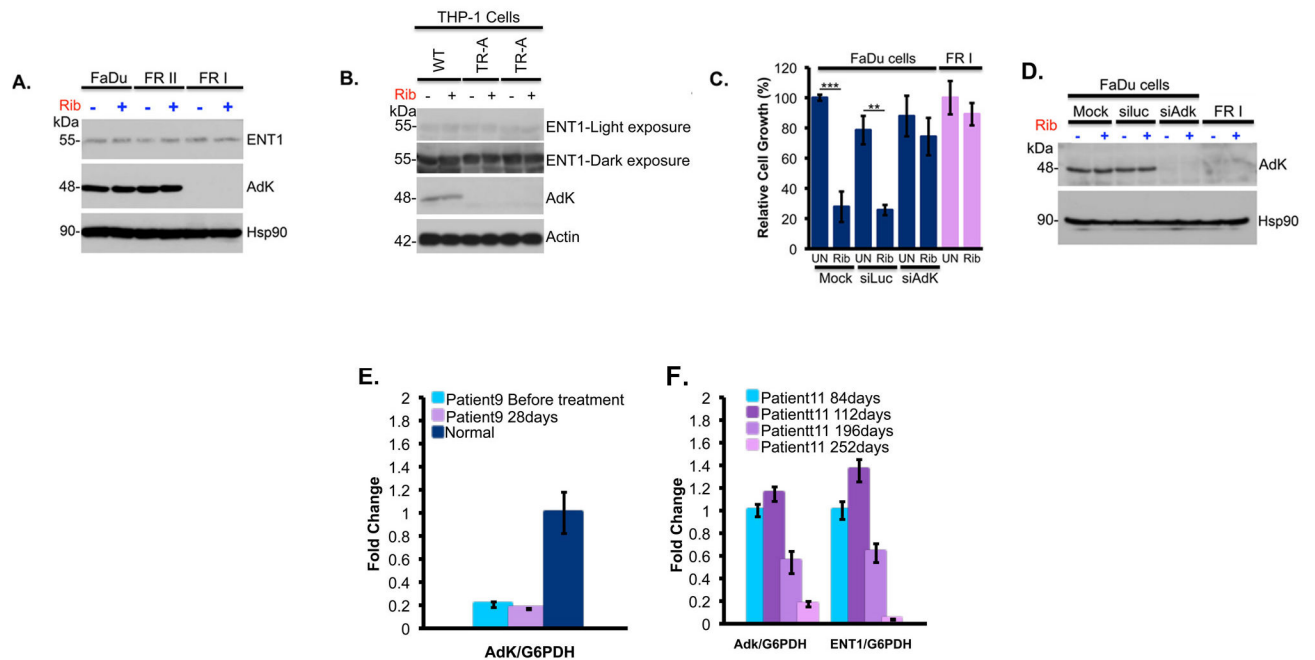 A.
FaDu FR II FR I
Rib - + - + - +
kDa
55- ENT1
48- AdK
90- Hsp90
B.
THP-1 Cells
WT TR-A TR-A
Rib - + - + - +
kDa
55- ENT1-Light exposure
55- ENT1-Dark exposure
48- AdK
42- Actin
C.
FaDu cells FR I
Relative Cell Growth (%)
120
100
80
60
40
20
0
*** **
UN Rib UN Rib UN Rib UN Rib
Mock siLuc siAdK
D.
FaDu cells
Mock siluc siAdk FR I
Rib - + - + - + - +
kDa
48- AdK
90- Hsp90
E.
Patient9 Before treatment
Patient9 28days
Normal
Fold Change
2
1.8
1.6
1.4
1.2
1
0.8
0.6
0.4
0.2
0
AdK/G6PDH
F.
Patient11 84days
Patient11 112days
Patientt11 196days
Patient11 252days
Fold Change
2
1.8
1.6
1.4
1.2
1
0.8
0.6
0.4
0.2
0
Adk/G6PDH ENT1/G6PDH